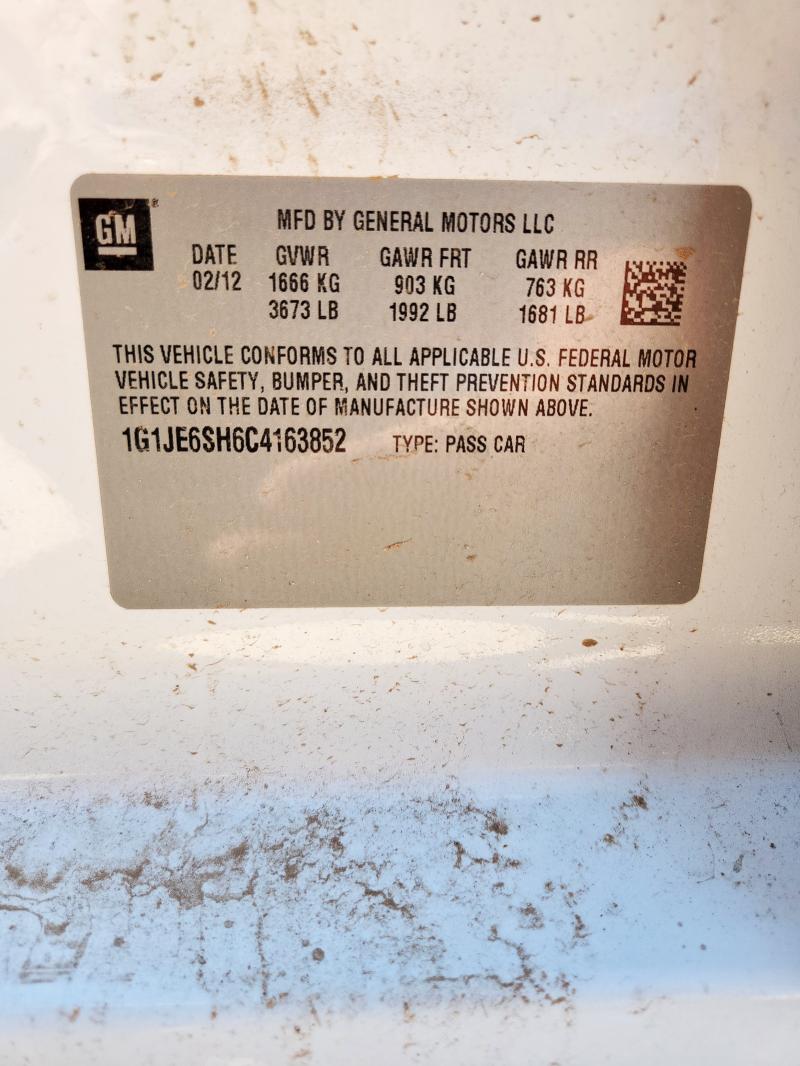 GM®
MFD BY GENERAL MOTORS LLC
DATE GVWR GAWR FRT GAWR RR
02/12 1666 KG 903 KG 763 KG
3673 LB 1992 LB 1681 LB
THIS VEHICLE CONFORMS TO ALL APPLICABLE U.S. FEDERAL MOTOR
VEHICLE SAFETY, BUMPER, AND THEFT PREVENTION STANDARDS IN
EFFECT ON THE DATE OF MANUFACTURE SHOWN ABOVE.
1G1JE6SH6C4163852 TYPE: PASS CAR